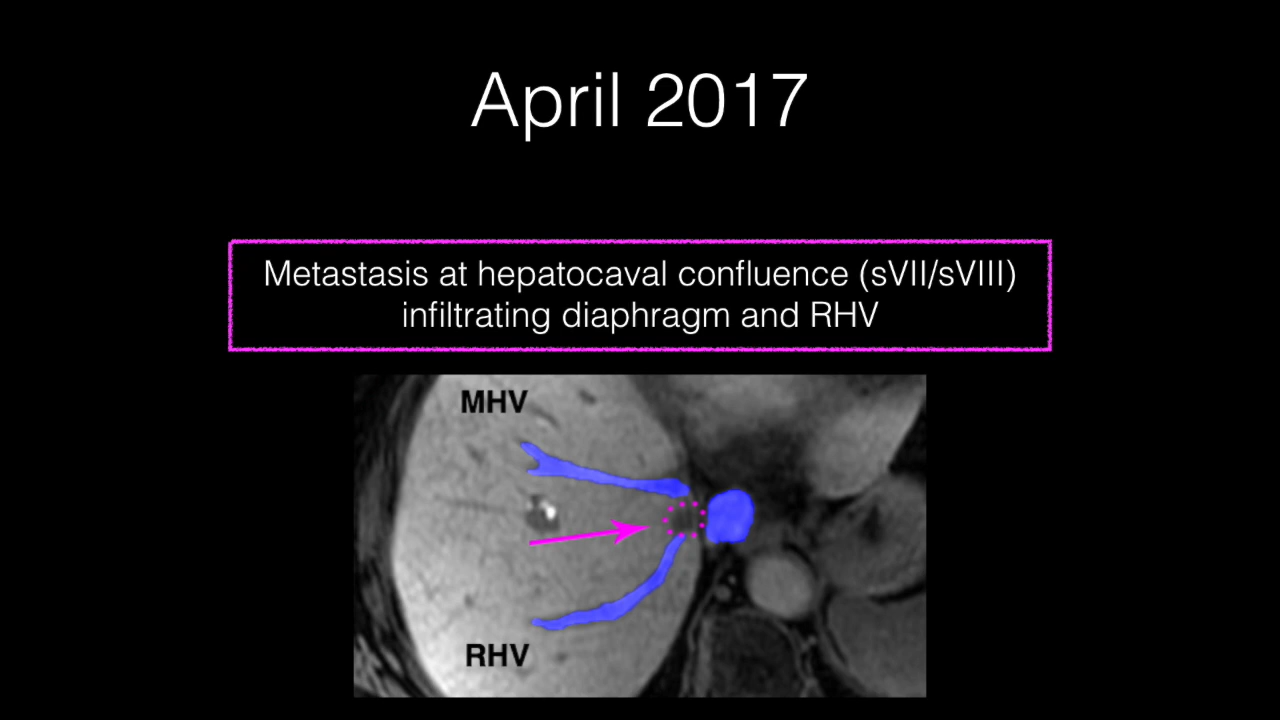 April 2017
Metastasis at hepatocaval confluence (sVII/sVIII)
infiltrating diaphragm and RHV
MHV
RHV